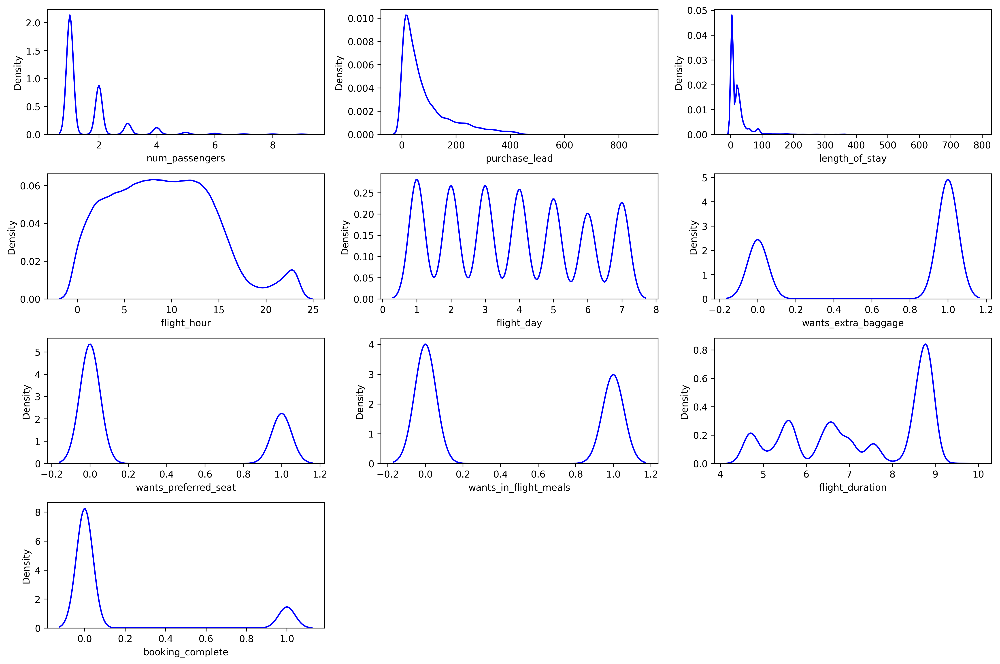 Density
2.0
1.5
1.0
0.5
0.0
2 4 6 8
num_passengers
Density
0.010
0.008
0.006
0.004
0.002
0.000
0 200 400 600 800
purchase_lead
Density
0.05
0.04
0.03
0.02
0.01
0.00
0 100 200 300 400 500 600 700 800
length_of_stay
Density
0.06
0.04
0.02
0.00
0 5 10 15 20 25
flight_hour
Density
0.25
0.20
0.15
0.10
0.05
0.00
0 1 2 3 4 5 6 7 8
flight_day
Density
5
4
3
2
1
0
−0.2 0.0 0.2 0.4 0.6 0.8 1.0 1.2
wants_extra_baggage
Density
5
4
3
2
1
0
−0.2 0.0 0.2 0.4 0.6 0.8 1.0 1.2
wants_preferred_seat
Density
4
3
2
1
0
−0.2 0.0 0.2 0.4 0.6 0.8 1.0 1.2
wants_in_flight_meals
Density
0.8
0.6
0.4
0.2
0.0
4 5 6 7 8 9 10
flight_duration
Density
8
6
4
2
0
0.0 0.2 0.4 0.6 0.8 1.0
booking_complete